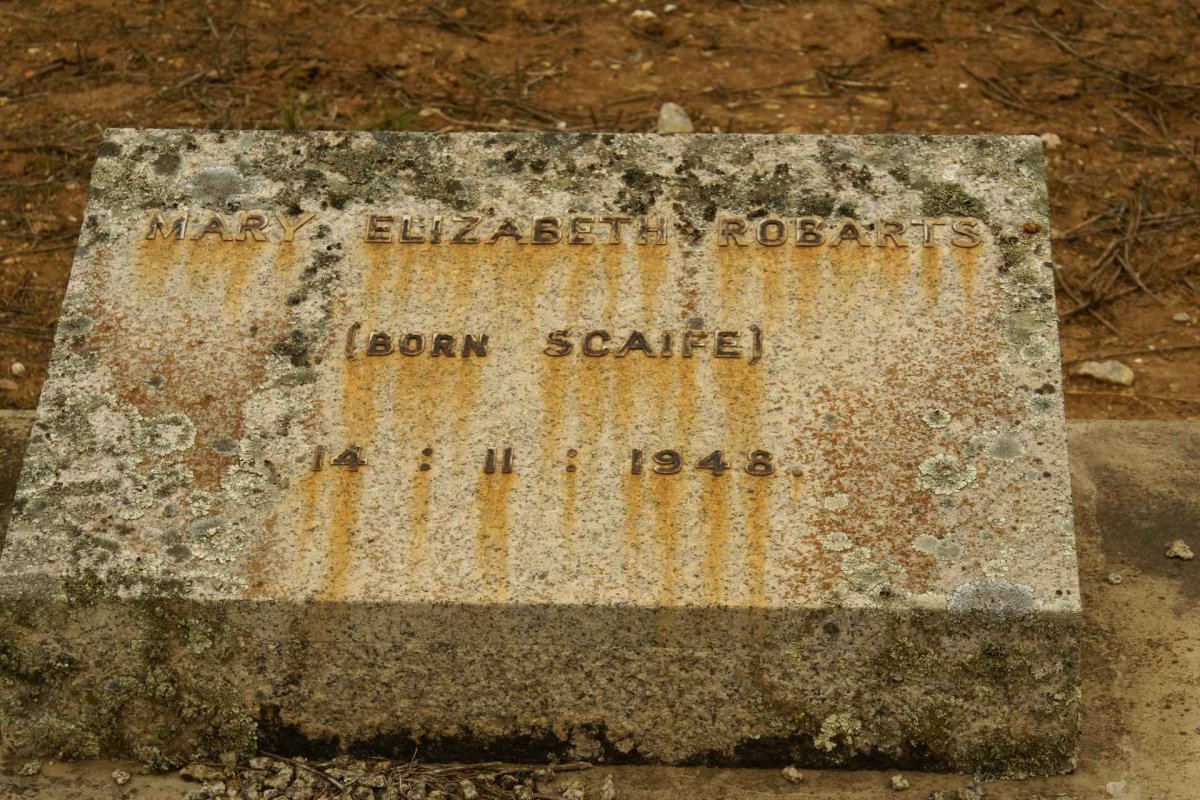 MARY ELIZABETH ROBARTS
(BORN SCAIFE)
14 : 11 : 1948.